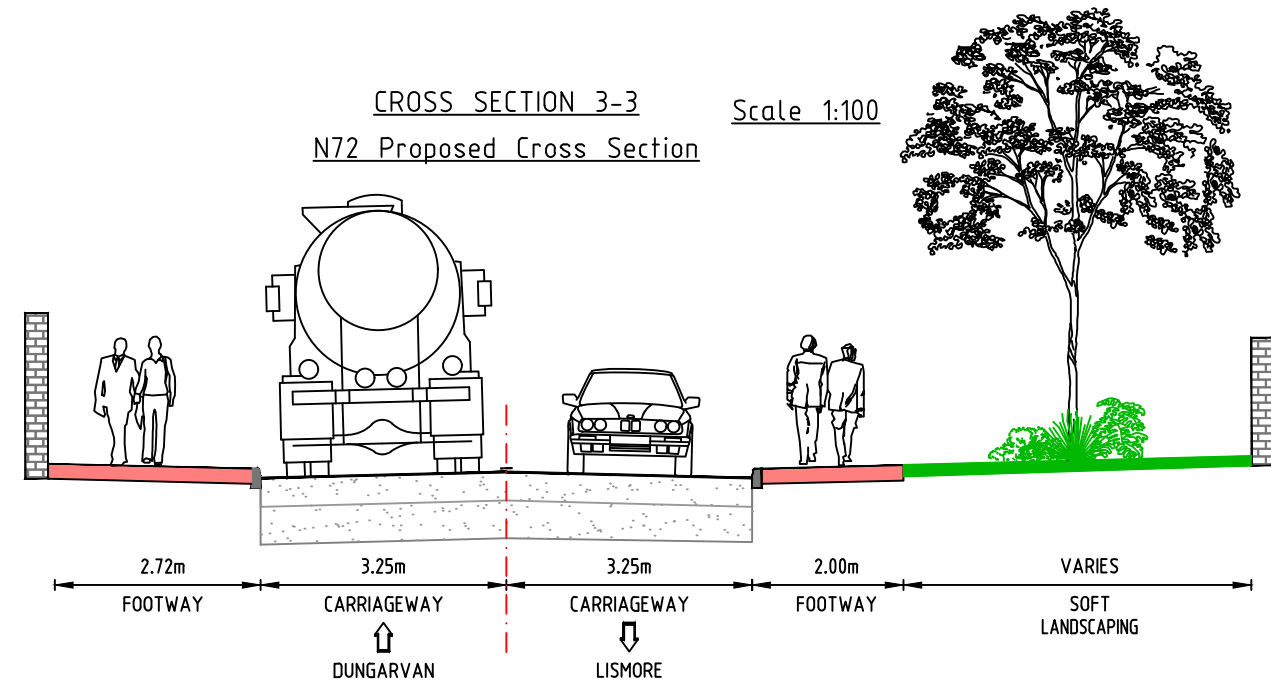 CROSS SECTION 3-3
Scale 1:100
N72 Proposed Cross Section
2.72m
3.25m
3.25m
2.00m
VARIES
FOOTWAY
CARRIAGEWAY
CARRIAGEWAY
FOOTWAY
SOFT
LANDSCAPING
DUNGARVAN
LISMORE